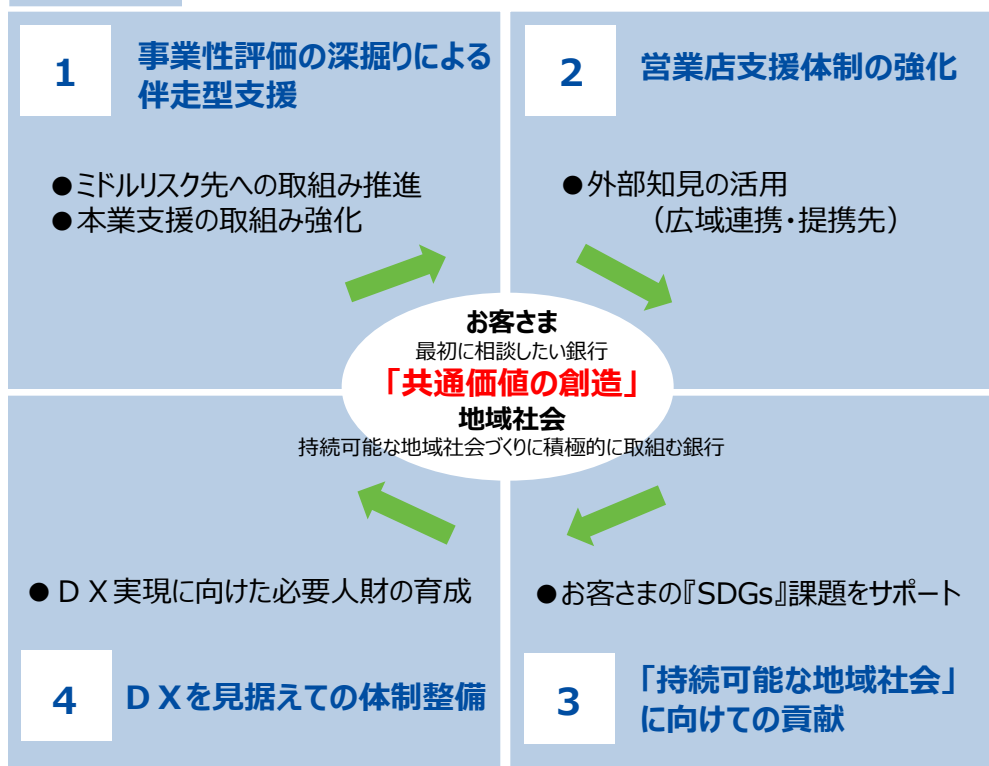 1
事業性評価の深掘りによる
伴走型支援
●ミドルリスク先への取組み推進
●本業支援の取組み強化
2
営業店支援体制の強化
●外部知見の活用
（広域連携・提携先）
お客さま
最初に相談したい銀行
「共通価値の創造」
地域社会
持続可能な地域社会づくりに積極的に取組む銀行
●ＤＸ実現に向けた必要人財の育成
4
ＤＸを見据えての体制整備
●お客さまの『SDGs』課題をサポート
3
「持続可能な地域社会」
に向けての貢献